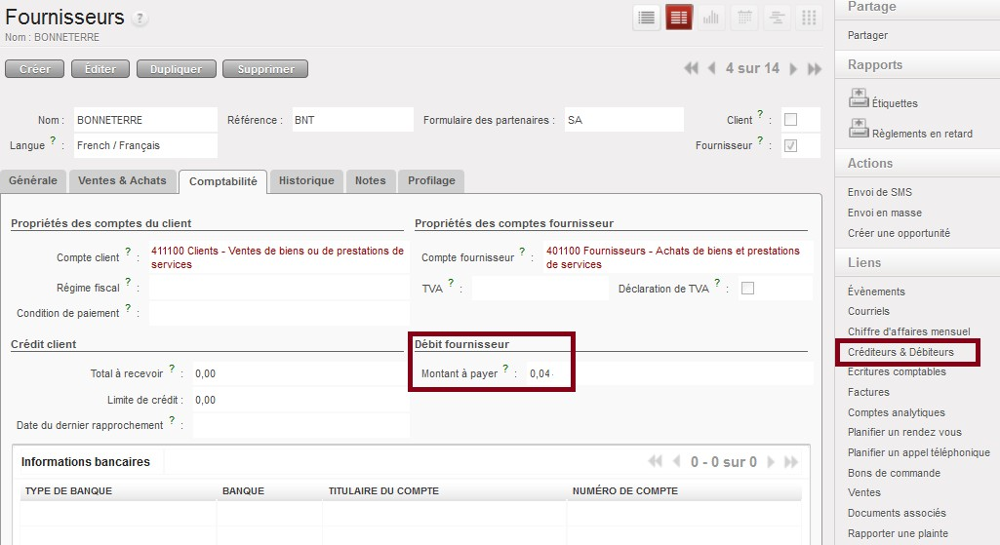 Fournisseurs ?
Nom : BONNETERRE
Créer Éditer Dupliquer Supprimer
4 sur 14
Nom : BONNETERRE Référence : BNT Formulaire des partenaires : SA Client ? :
Langue ? : French / Français Fournisseur ? :
Générale Ventes & Achats Comptabilité Historique Notes Profilage
Propriétés des comptes du client
Compte client ? : 411100 Clients - Ventes de biens ou de prestations de
services
Régime fiscal ? :
Condition de paiement ? :
Propriétés des comptes fournisseur
Compte fournisseur ? : 401100 Fournisseurs - Achats de biens et prestations
de services
TVA ? : Déclaration de TVA ? :
Crédit client
Total à recevoir ? : 0,00
Limite de crédit : 0,00
Date du dernier rapprochement ? :
Débit fournisseur
Montant à payer ? : 0,04
Informations bancaires
0 - 0 sur 0
TYPE DE BANQUE BANQUE TITULAIRE DU COMPTE NUMÉRO DE COMPTE
Partage
Partager
Rapports
Étiquettes
Règlements en retard
Actions
Envoi de SMS
Envoi en masse
Créer une opportunité
Liens
Évènements
Courriels
Chiffre d'affaires mensuel
Créditeurs & Débiteurs
Écritures comptables
Factures
Comptes analytiques
Planifier un rendez vous
Planifier un appel téléphonique
Bons de commande
Ventes
Documents associés
Rapporter une plainte